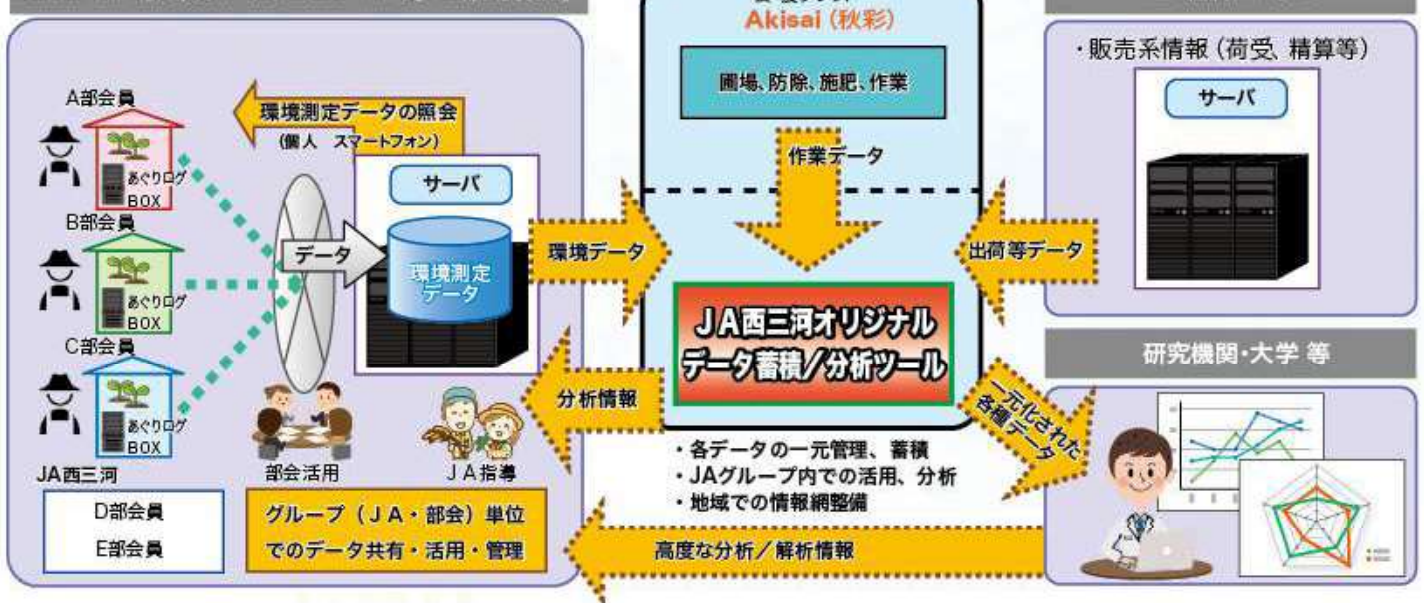 Akisai（秋彩）
圃場、防除、施肥、作業
作業データ
・販売系情報（荷受、精算等）
サーバ
A部会員
あぐりログ
BOX
B部会員
あぐりログ
BOX
C部会員
あぐりログ
BOX
JA西三河
D部会員
E部会員
環境測定データの照会
（個人　スマートフォン）
データ
サーバ
環境測定
データ
環境データ
出荷等データ
JA西三河オリジナル
データ蓄積／分析ツール
分析情報
一元化された
各種データ
・各データの一元管理、蓄積
・JAグループ内での活用、分析
・地域での情報網整備
部会活用
JA指導
グループ（JA・部会）単位
でのデータ共有・活用・管理
高度な分析／解析情報
研究機関・大学 等